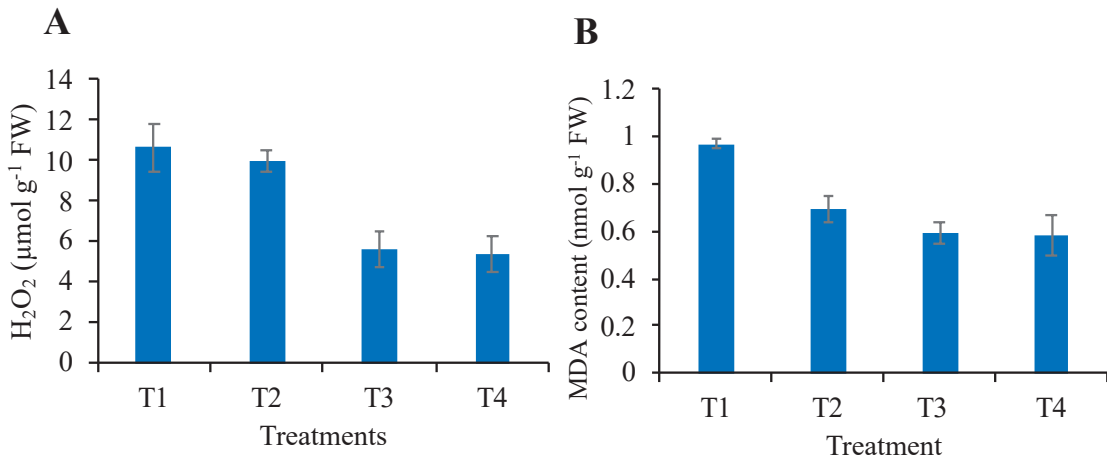 A
H₂O₂ (µmol g⁻¹ FW)
14
12
10
8
6
4
2
0
T1 T2 T3 T4
Treatments
B
MDA content (nmol g⁻¹ FW)
1.2
1
0.8
0.6
0.4
0.2
0
T1 T2 T3 T4
Treatment